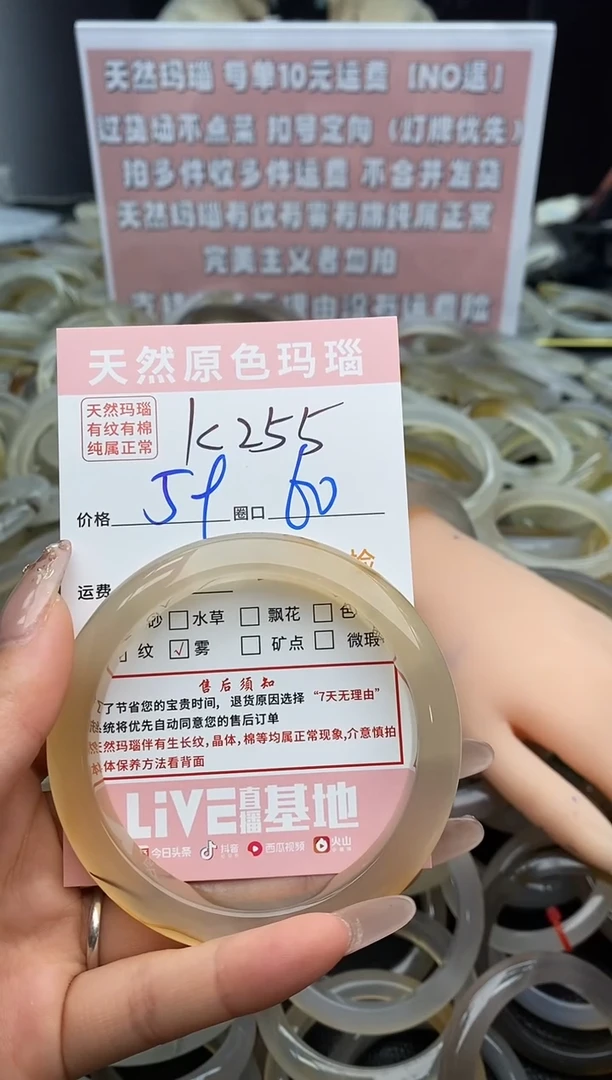 天然玛瑙 每单10元运费【NO退】
过袋切不点菜 扣号定向（灯牌优先）
拍多件收多件运费 不合并发货
天然玛瑙有纹有雾有棉纯属正常
完美主义者勿拍
天然原色玛瑙
天然玛瑙
有纹有棉
纯属正常
K255
价格 59 圈口 60
运费 检
砂 □水草 □飘花 □色
纹 ☑雾 □矿点 □微瑕
售后须知
了节省您的宝贵时间，退货原因选择“7天无理由”
统将优先自动同意您的售后订单
然玛瑙伴有生长纹,晶体,棉等均属正常现象,介意慎拍
体保养方法看背面
LiVE直播基地
今日头条 抖音 西瓜视频 火山